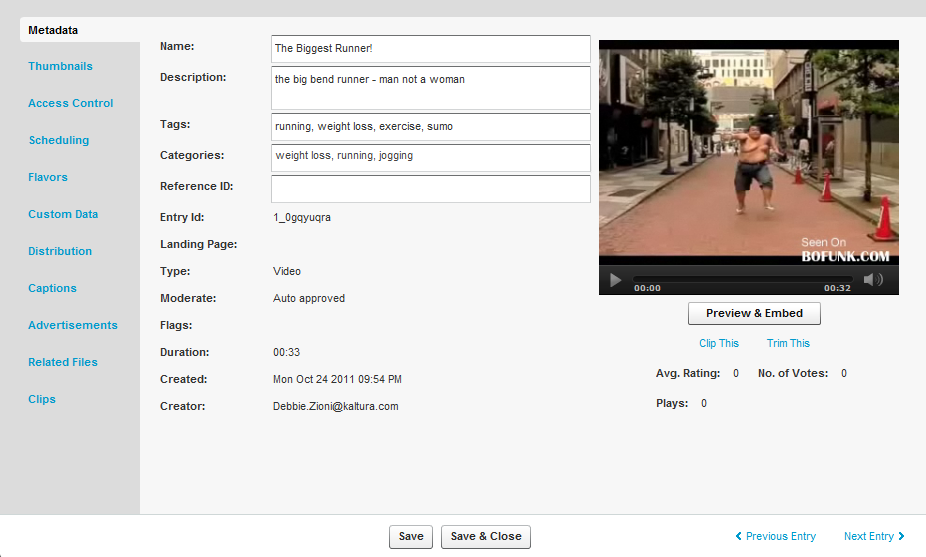 Metadata
Thumbnails
Access Control
Scheduling
Flavors
Custom Data
Distribution
Captions
Advertisements
Related Files
Clips
Name: The Biggest Runner!
Description: the big bend runner - man not a woman
Tags: running, weight loss, exercise, sumo
Categories: weight loss, running, jogging
Reference ID:
Entry Id: 1_0gqyuqra
Landing Page:
Type: Video
Moderate: Auto approved
Flags:
Duration: 00:33
Created: Mon Oct 24 2011 09:54 PM
Creator: Debbie.Zioni@kaltura.com
Seen On
BOFUNK.COM
00:00 00:32
Preview & Embed
Clip This Trim This
Avg. Rating: 0 No. of Votes: 0
Plays: 0
Save Save & Close Previous Entry Next Entry